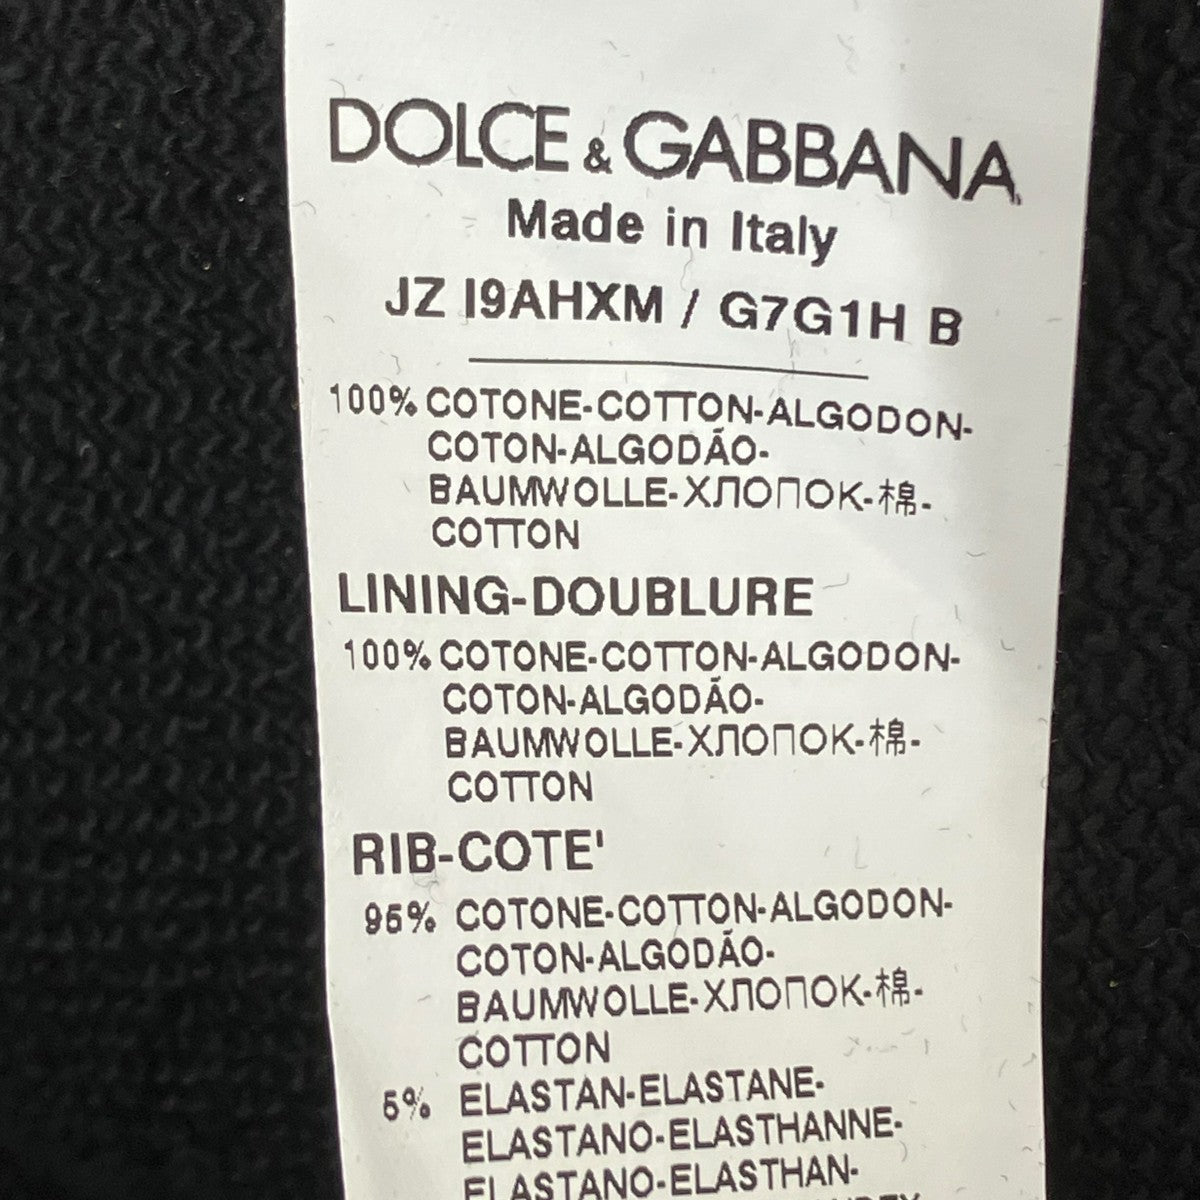 DOLCE & GABBANA
Made in Italy
JZ I9AHXM / G7G1H B
100% COTONE-COTTON-ALGODON-
COTON-ALGODÃO-
BAUMWOLLE-ХЛОПОК-棉-
COTTON
LINING-DOUBLURE
100% COTONE-COTTON-ALGODON-
COTON-ALGODÃO-
BAUMWOLLE-ХЛОПОК-棉-
COTTON
RIB-COTE'
95% COTONE-COTTON-ALGODON-
COTON-ALGODÃO-
BAUMWOLLE-ХЛОПОК-棉-
COTTON
5% ELASTAN-ELASTANE-
ELASTANO-ELASTHANNE-
ELASTANO-ELASTHAN-